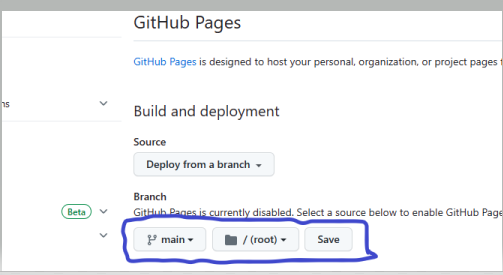 GitHub Pages
GitHub Pages is designed to host your personal, organization, or project pages
Build and deployment
Source
Deploy from a branch
Branch
Beta
GitHub Pages is currently disabled. Select a source below to enable GitHub Page
main
/ (root)
Save